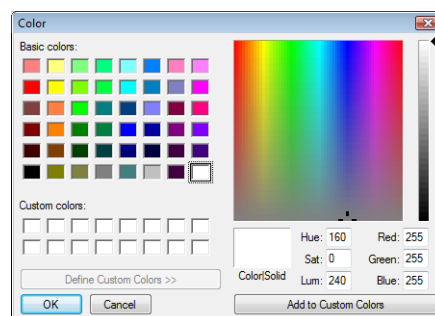 Color
Basic colors:
Custom colors:
Define Custom Colors >>
OK Cancel
Color|Solid
Hue: 160 Red: 255
Sat: 0 Green: 255
Lum: 240 Blue: 255
Add to Custom Colors